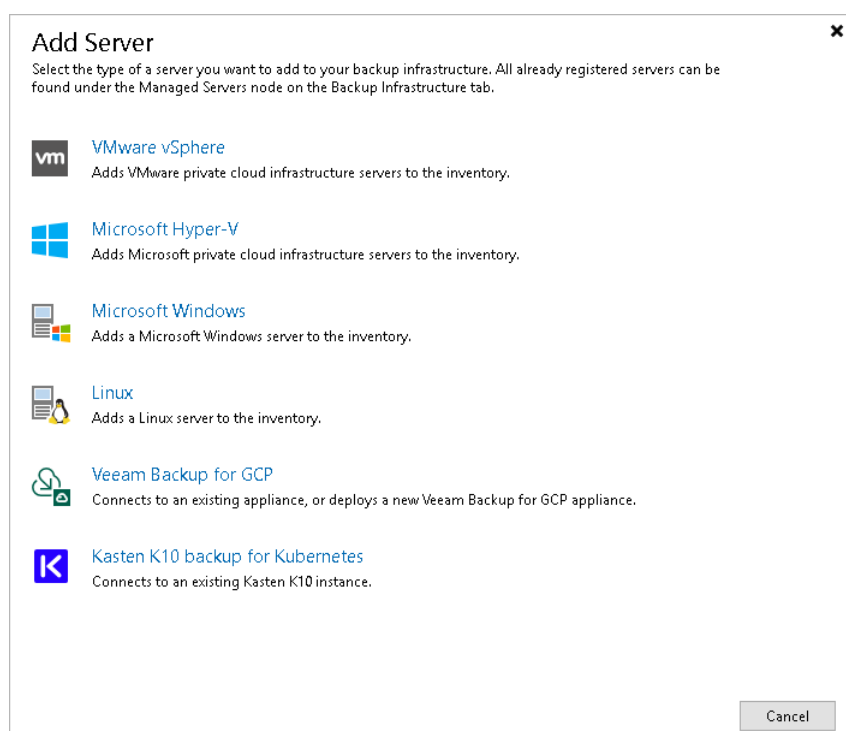 Add Server
Select the type of a server you want to add to your backup infrastructure. All already registered servers can be
found under the Managed Servers node on the Backup Infrastructure tab.
vm
VMware vSphere
Adds VMware private cloud infrastructure servers to the inventory.
Microsoft Hyper-V
Adds Microsoft private cloud infrastructure servers to the inventory.
Microsoft Windows
Adds a Microsoft Windows server to the inventory.
Linux
Adds a Linux server to the inventory.
Veeam Backup for GCP
Connects to an existing appliance, or deploys a new Veeam Backup for GCP appliance.
K
Kasten K10 backup for Kubernetes
Connects to an existing Kasten K10 instance.
Cancel